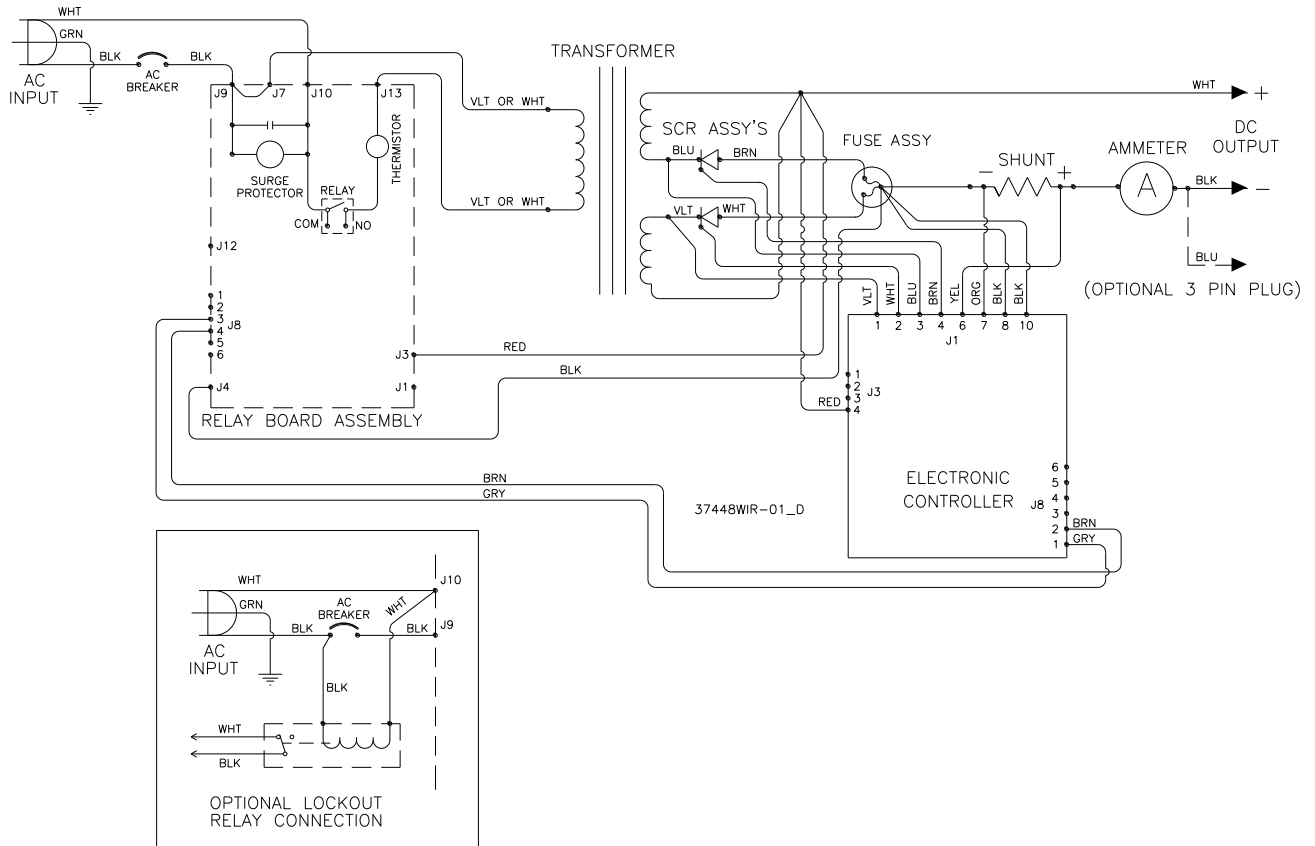 WHT
GRN
BLK
BLK
AC
BREAKER
AC
INPUT
J9
J7
J10
J13
SURGE
PROTECTOR
THERMISTOR
RELAY
COM
NO
J12
1
2
3
4
5
6
J8
J4
J3
J1
RELAY BOARD ASSEMBLY
VLT OR WHT
VLT OR WHT
TRANSFORMER
SCR ASSY'S
BLU
BRN
VLT
WHT
FUSE ASSY
SHUNT
-
+
AMMETER
A
WHT
+
DC
OUTPUT
BLK
-
BLU
(OPTIONAL 3 PIN PLUG)
VLT
WHT
BLU
BRN
YEL
ORG
BLK
BLK
1
2
3
4
6
7
8
10
J1
RED
BLK
RED
1
2
3
4
J3
ELECTRONIC
CONTROLLER
6
5
4
3
2
1
J8
BRN
GRY
BRN
GRY
37448WIR-01_D
WHT
GRN
BLK
AC
BREAKER
WHT
BLK
J10
J9
AC
INPUT
BLK
WHT
BLK
OPTIONAL LOCKOUT
RELAY CONNECTION